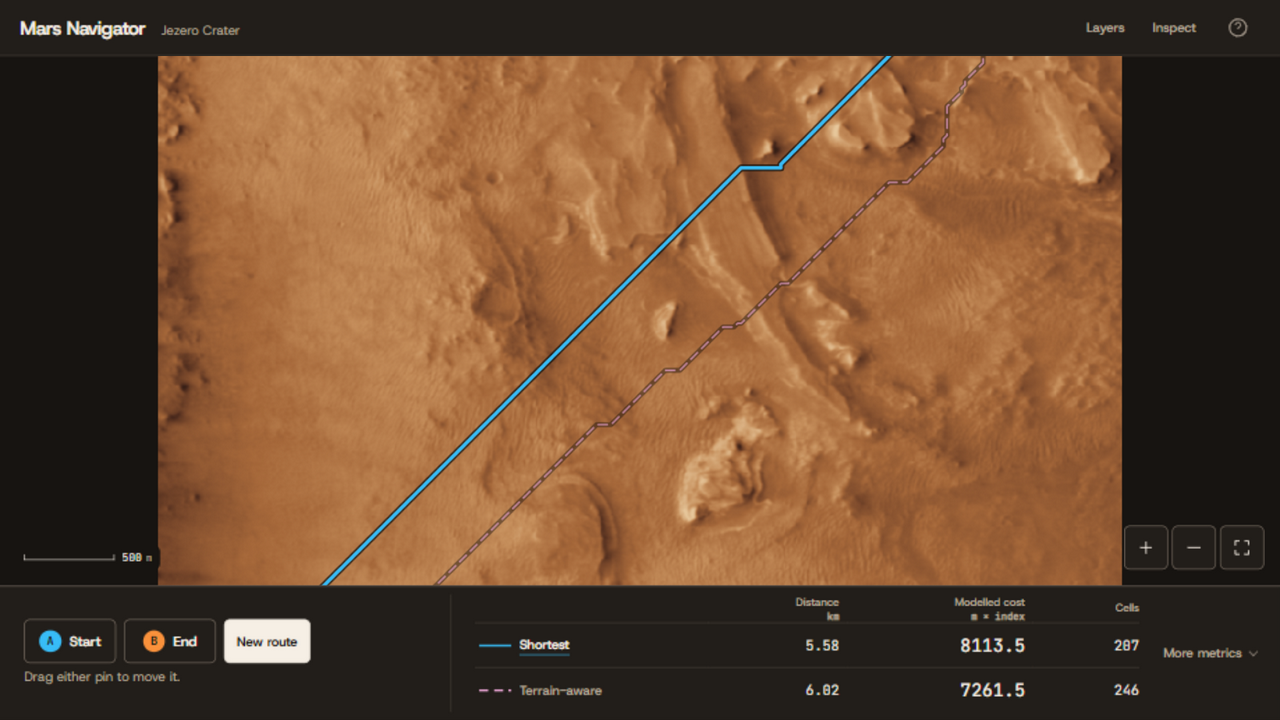 Mars Navigator Jezero Crater Layers Inspect ?
500 m
+ −
A Start B End New route
Drag either pin to move it.
Distance Modelled cost Cells
km m × index
Shortest 5.58 8113.5 207
Terrain-aware 6.02 7261.5 246
More metrics